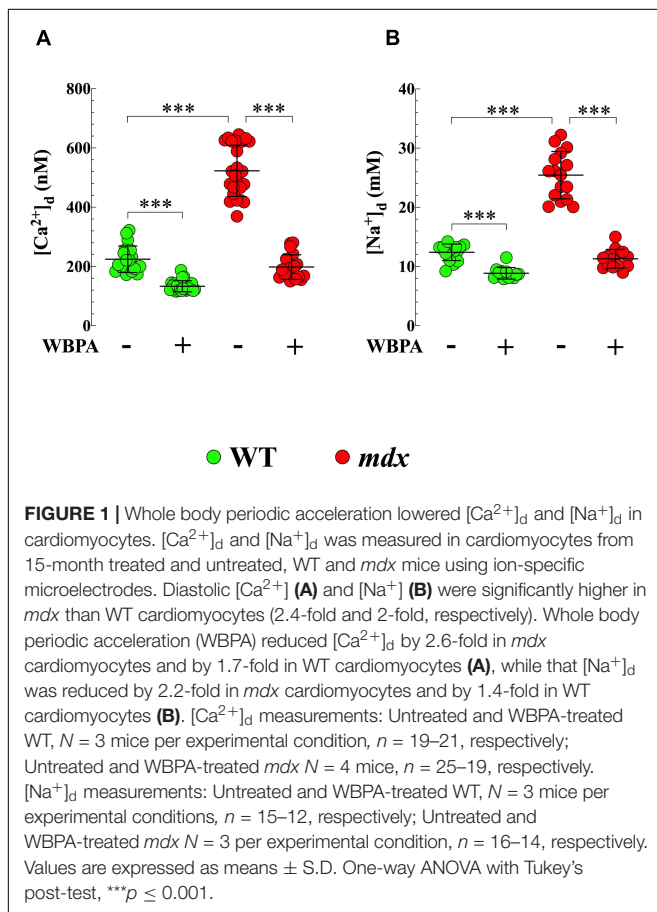 A
B
800
600
400
200
0
[Ca²⁺]d (nM)
***
***
***
WBPA
-
+
-
+
40
30
20
10
0
[Na⁺]d (mM)
***
***
***
WBPA
-
+
-
+
WT
mdx
FIGURE 1 | Whole body periodic acceleration lowered [Ca²⁺]d and [Na⁺]d in
cardiomyocytes. [Ca²⁺]d and [Na⁺]d was measured in cardiomyocytes from
15-month treated and untreated, WT and mdx mice using ion-specific
microelectrodes. Diastolic [Ca²⁺] (A) and [Na⁺] (B) were significantly higher in
mdx than WT cardiomyocytes (2.4-fold and 2-fold, respectively). Whole body
periodic acceleration (WBPA) reduced [Ca²⁺]d by 2.6-fold in mdx
cardiomyocytes and by 1.7-fold in WT cardiomyocytes (A), while that [Na⁺]d
was reduced by 2.2-fold in mdx cardiomyocytes and by 1.4-fold in WT
cardiomyocytes (B). [Ca²⁺]d measurements: Untreated and WBPA-treated
WT, N = 3 mice per experimental condition, n = 19–21, respectively;
Untreated and WBPA-treated mdx N = 4 mice, n = 25–19, respectively.
[Na⁺]d measurements: Untreated and WBPA-treated WT, N = 3 mice per
experimental conditions, n = 15–12, respectively; Untreated and
WBPA-treated mdx N = 3 per experimental condition, n = 16–14, respectively.
Values are expressed as means ± S.D. One-way ANOVA with Tukey's
post-test, ***p ≤ 0.001.